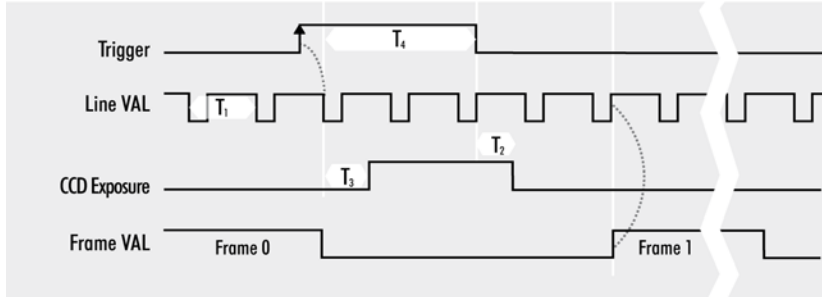 Trigger
T₄
Line VAL
T₁
T₂
CCD Exposure
T₃
Frame VAL
Frame 0
Frame 1